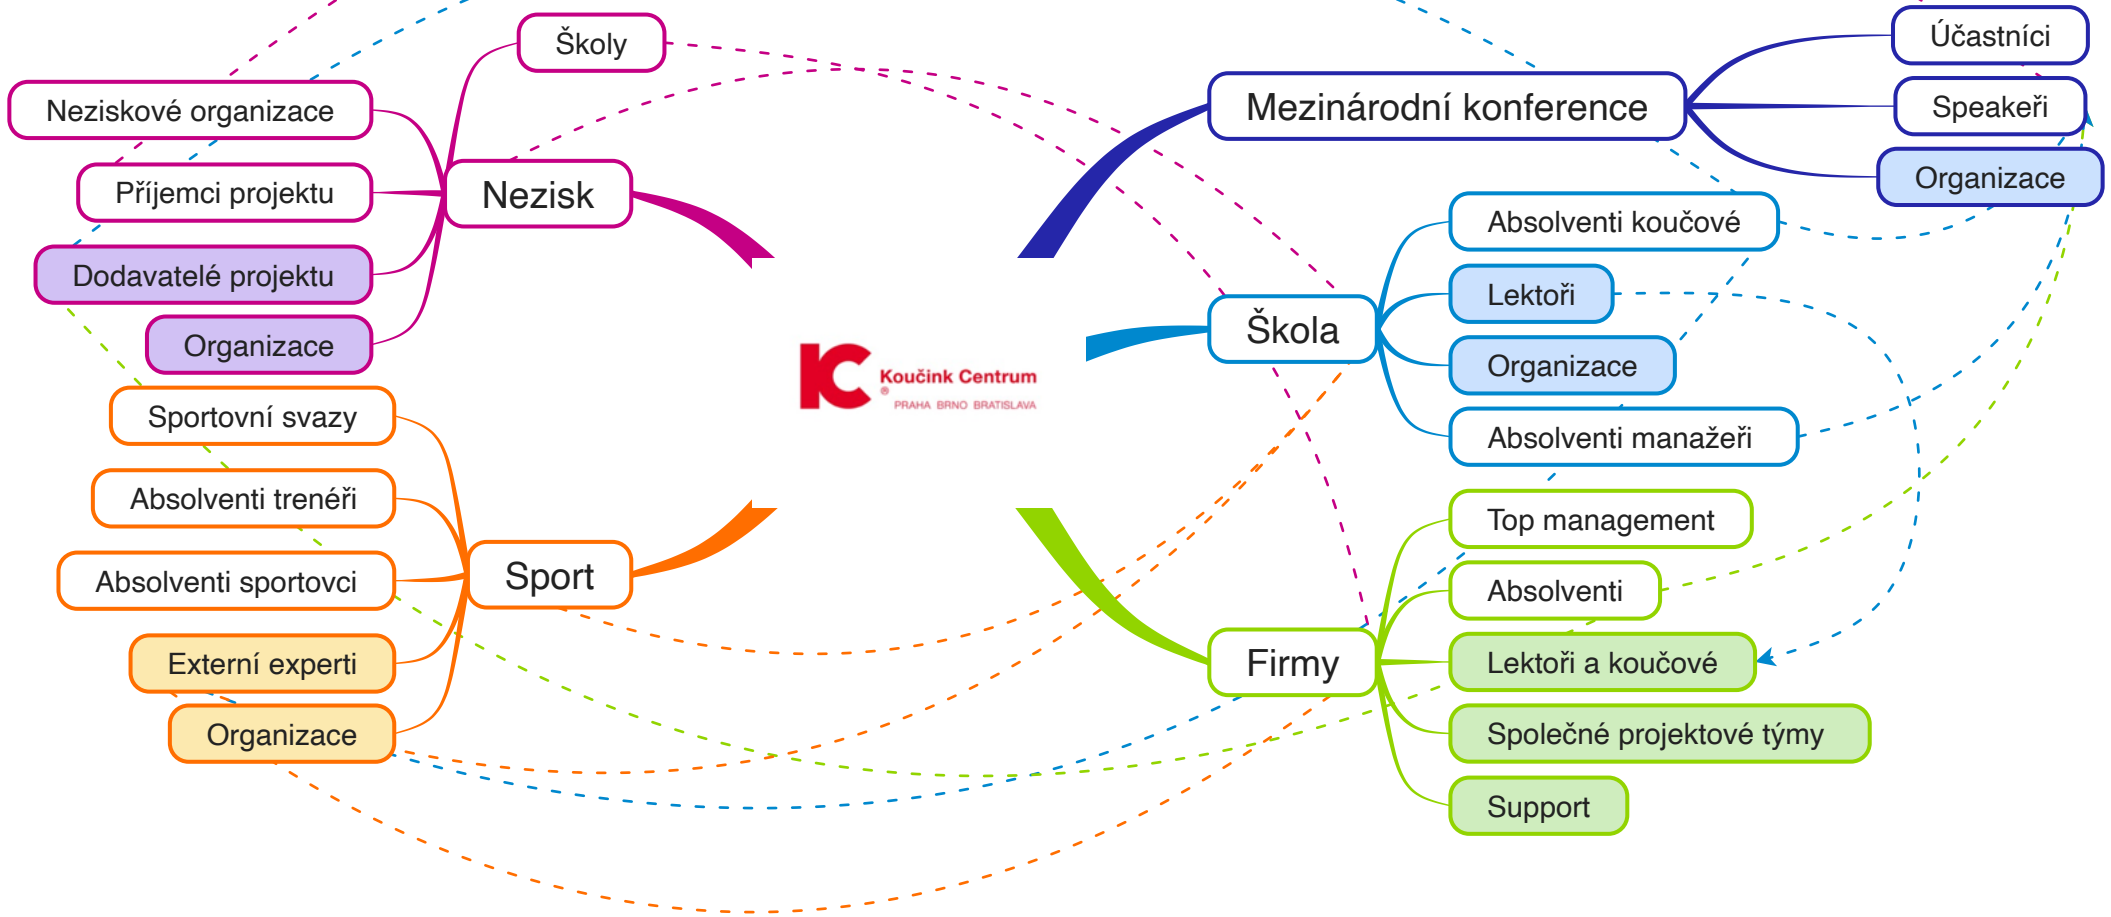 Školy
Neziskové organizace
Příjemci projektu
Nezisk
Dodavatelé projektu
Organizace
Sportovní svazy
Absolventi trenéři
Absolventi sportovci
Sport
Externí experti
Organizace
Koučink Centrum
®
PRAHA BRNO BRATISLAVA
Mezinárodní konference
Účastníci
Speakeři
Organizace
Škola
Absolventi koučové
Lektoři
Organizace
Absolventi manažeři
Firmy
Top management
Absolventi
Lektoři a koučové
Společné projektové týmy
Support